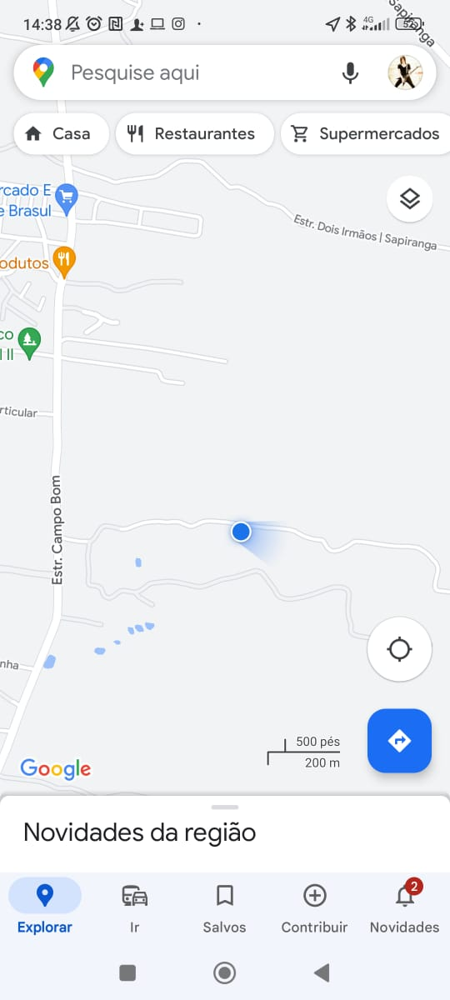 14:38
4G
52
Sapiranga
Pesquise aqui
Casa
Restaurantes
Supermercados
rcado E
e Brasul
Estr. Dois Irmãos | Sapiranga
odutos
co
l II
rticular
Estr. Campo Bom
nha
500 pés
200 m
Google
Novidades da região
2
Explorar
Ir
Salvos
Contribuir
Novidades